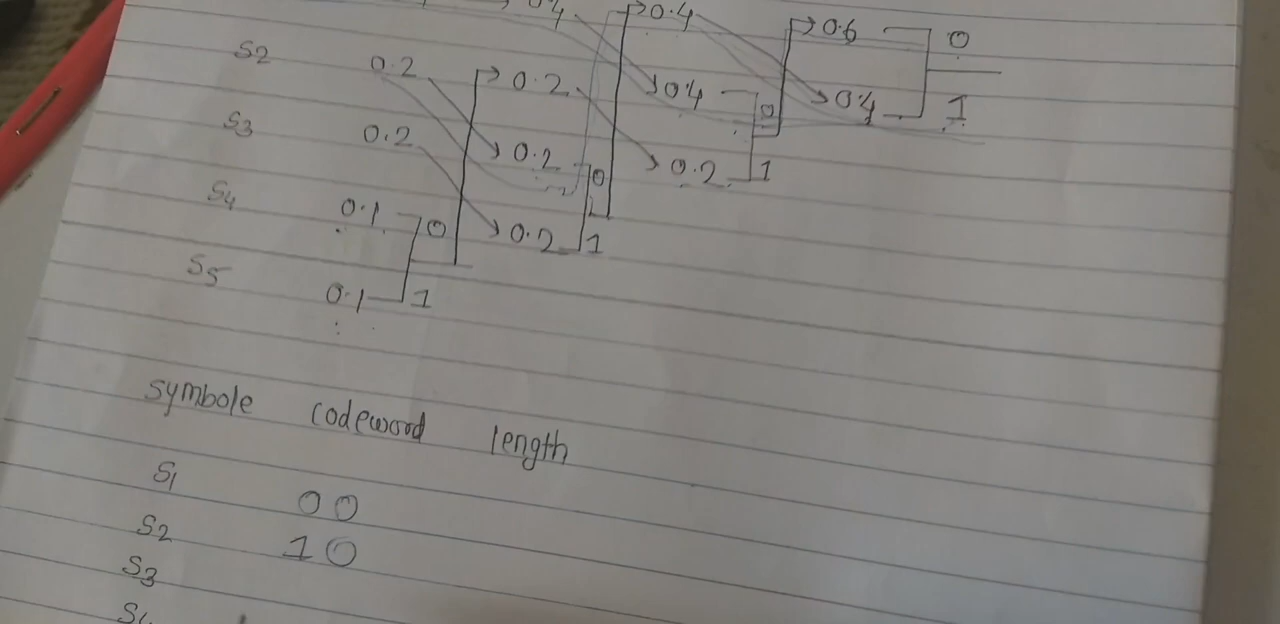 0.4 0.4 0.6 0
S2 0.2 0.2 0.4 0 0.4 1
S3 0.2 0.2 0 0.2 1
S4 0.1 0 0.2 1
S5 0.1 1
symbole codewood length
S1 00
S2 10
S3
S4